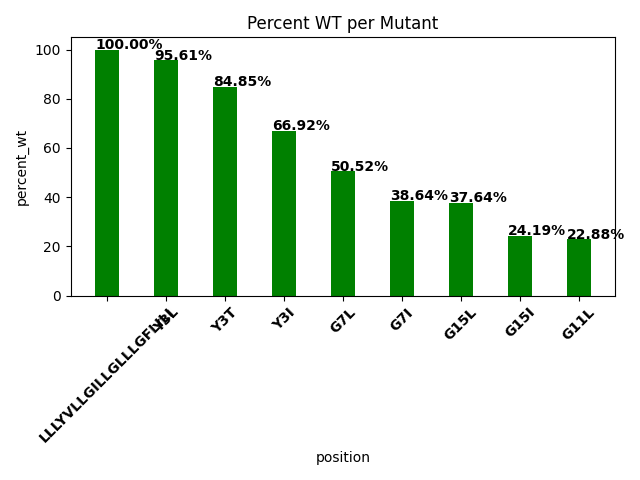 Percent WT per Mutant
percent_wt
100
80
60
40
20
0
100.00%
95.61%
84.85%
66.92%
50.52%
38.64%
37.64%
24.19%
22.88%
Y3L
Y3T
Y3I
G7L
G7I
G15L
G15I
G11L
position